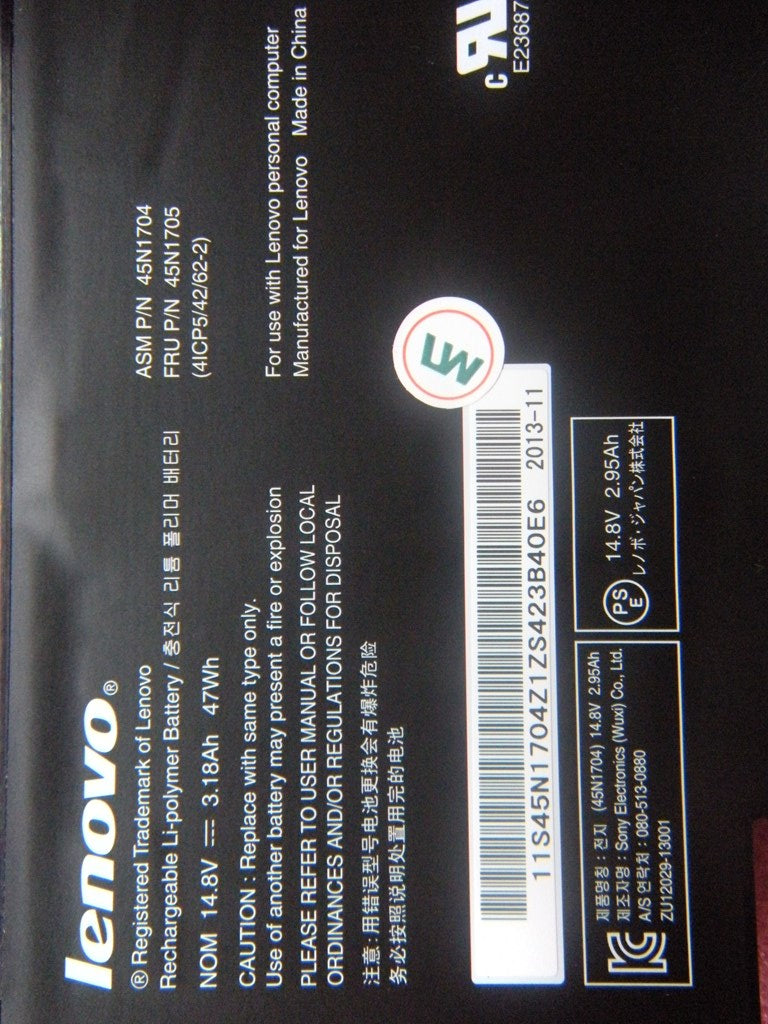 lenovo®
® Registered Trademark of Lenovo
Rechargeable Li-polymer Battery / 충전식 리튬 폴리머 배터리
NOM 14.8V ⎓ 3.18Ah 47Wh
ASM P/N 45N1704
FRU P/N 45N1705
(4ICP5/42/62-2)
CAUTION : Replace with same type only.
Use of another battery may present a fire or explosion
PLEASE REFER TO USER MANUAL OR FOLLOW LOCAL
ORDINANCES AND/OR REGULATIONS FOR DISPOSAL
For use with Lenovo personal computer
Manufactured for Lenovo Made in China
注意: 用错误型号电池更换会有爆炸危险
务必按照说明处置用完的电池
11S45N1704Z1ZS423B40E6 2013-11
제품명칭 : 전지 (45N1704) 14.8V 2.95Ah
제조자명 : Sony Electronics (Wuxi) Co., Ltd.
A/S 연락처 : 080-513-0880
ZU12029-13001
PS
E
14.8V 2.95Ah
レノボ・ジャパン株式会社
c
E23687